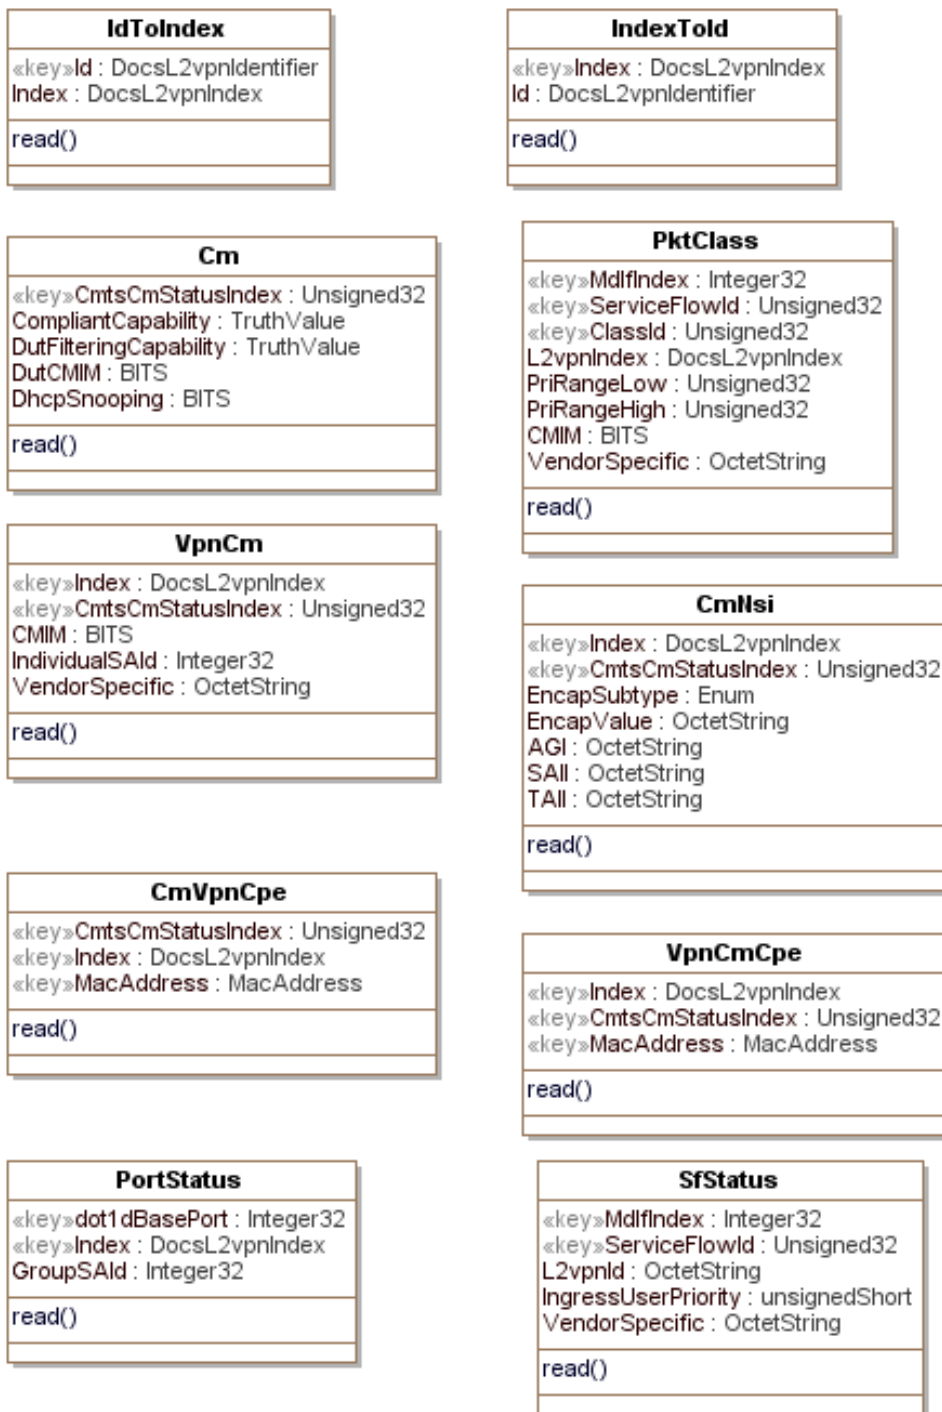 IdToIndex
«key»Id : DocsL2vpnIdentifier
Index : DocsL2vpnIndex
read()
IndexToId
«key»Index : DocsL2vpnIndex
Id : DocsL2vpnIdentifier
read()
Cm
«key»CmtsCmStatusIndex : Unsigned32
CompliantCapability : TruthValue
DutFilteringCapability : TruthValue
DutCMIM : BITS
DhcpSnooping : BITS
read()
PktClass
«key»MdIfIndex : Integer32
«key»ServiceFlowId : Unsigned32
«key»ClassId : Unsigned32
L2vpnIndex : DocsL2vpnIndex
PriRangeLow : Unsigned32
PriRangeHigh : Unsigned32
CMIM : BITS
VendorSpecific : OctetString
read()
VpnCm
«key»Index : DocsL2vpnIndex
«key»CmtsCmStatusIndex : Unsigned32
CMIM : BITS
IndividualSAId : Integer32
VendorSpecific : OctetString
read()
CmNsi
«key»Index : DocsL2vpnIndex
«key»CmtsCmStatusIndex : Unsigned32
EncapSubtype : Enum
EncapValue : OctetString
AGI : OctetString
SAII : OctetString
TAII : OctetString
read()
CmVpnCpe
«key»CmtsCmStatusIndex : Unsigned32
«key»Index : DocsL2vpnIndex
«key»MacAddress : MacAddress
read()
VpnCmCpe
«key»Index : DocsL2vpnIndex
«key»CmtsCmStatusIndex : Unsigned32
«key»MacAddress : MacAddress
read()
PortStatus
«key»dot1dBasePort : Integer32
«key»Index : DocsL2vpnIndex
GroupSAId : Integer32
read()
SfStatus
«key»MdIfIndex : Integer32
«key»ServiceFlowId : Unsigned32
L2vpnId : OctetString
IngressUserPriority : unsignedShort
VendorSpecific : OctetString
read()